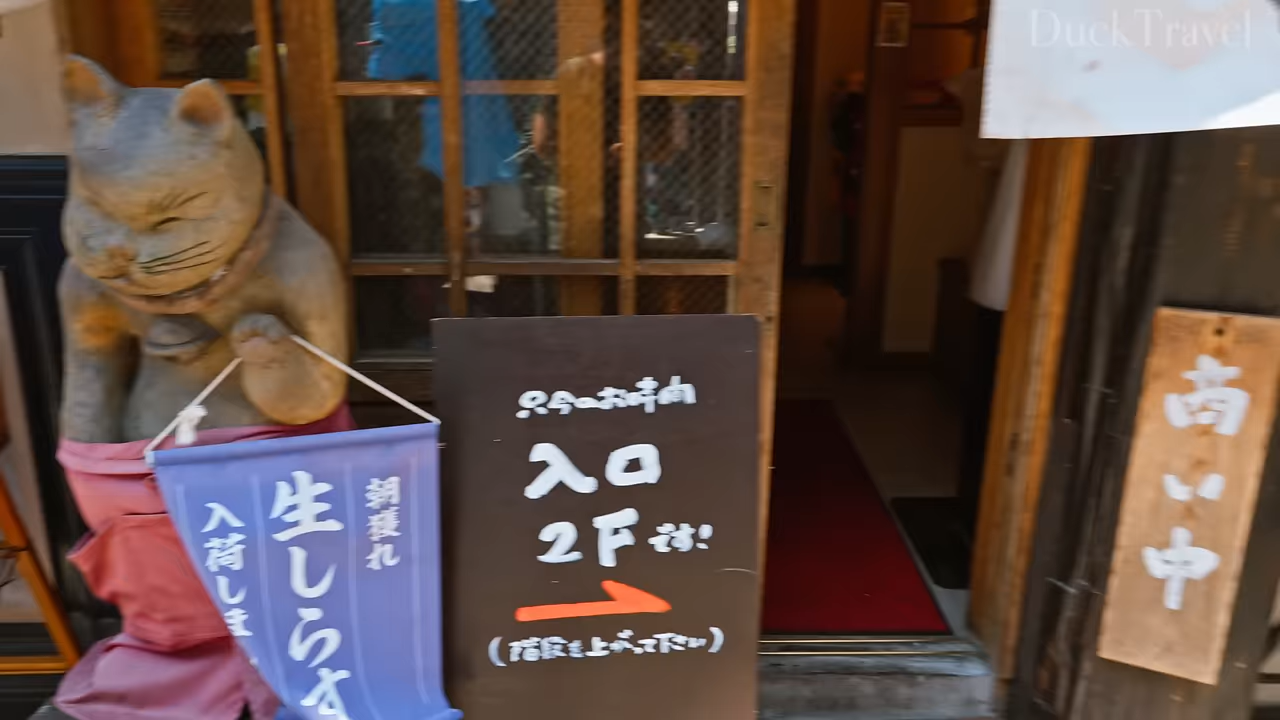 DuckTravel
朝獲れ
生しらす
入荷しま
只今のお時間
入口
2Fです!
(階段を上がって下さい)
商い中